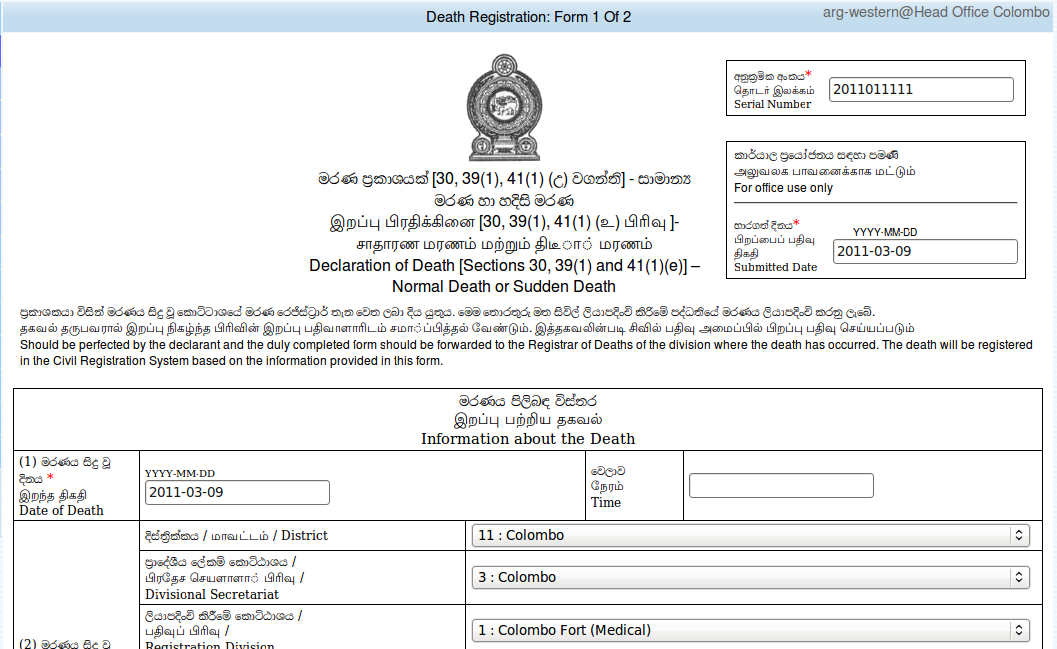 Death Registration: Form 1 Of 2
arg-western@Head Office Colombo
අනුක්‍රමික අංකය*
தொடர் இலக்கம்
Serial Number
2011011111
කාර්යාල ප්‍රයෝජනය සඳහා පමණි
அலுவலக பாவனைக்காக மட்டும்
For office use only
භාරගත් දිනය*
பிறப்பைப் பதிவு
திகதி
Submitted Date
YYYY-MM-DD
2011-03-09
මරණ ප්‍රකාශයක් [30, 39(1), 41(1) (උ) වගන්ති] - සාමාන්‍ය
මරණ හා හදිසි මරණ
இறப்பு பிரதிக்கினை [30, 39(1), 41(1) (உ) பிரிவு ]-
சாதாரண மரணம் மற்றும் திடீா் மரணம்
Declaration of Death [Sections 30, 39(1) and 41(1)(e)] –
Normal Death or Sudden Death
ප්‍රකාශකයා විසින් මරණය සිදු වූ කොට්ටාශයේ මරණ රෙජිස්ට්‍රාර් තැන වෙත ලබා දිය යුතුය. මෙම තොරතුරු මත සිවිල් ලියාපදිංචි කිරිමේ පද්ධතියේ මරණය ලියාපදිංචි කරනු ලැබේ.
தகவல் தருபவரால் இறப்பு நிகழ்ந்த பிரிவின் இறப்பு பதிவாளாரிடம் சமா்ப்பித்தல் வேண்டும். இத்தகவலின்படி சிவில் பதிவு அமைப்பில் பிறப்பு பதிவு செய்யபடும்
Should be perfected by the declarant and the duly completed form should be forwarded to the Registrar of Deaths of the division where the death has occurred. The death will be registered
in the Civil Registration System based on the information provided in this form.
මරණය පිලිබඳ විස්තර
இறப்பு பற்றிய தகவல்
Information about the Death
(1) මරණය සිදු වූ
දිනය *
இறந்த திகதி
Date of Death
YYYY-MM-DD
2011-03-09
වෙලාව
நேரம்
Time
දිස්ත්‍රික්කය / மாவட்டம் / District
11 : Colombo
ප්‍රාදේශීය ලේකම් කොට්ඨාශය /
பிரதேச செயளாளா் பிரிவு /
Divisional Secretariat
3 : Colombo
ලියාපදිංචි කිරීමේ කොට්ඨාශය /
பதிவுப் பிரிவு /
Registration Division
1 : Colombo Fort (Medical)
(2) මරණය සිදු වූ